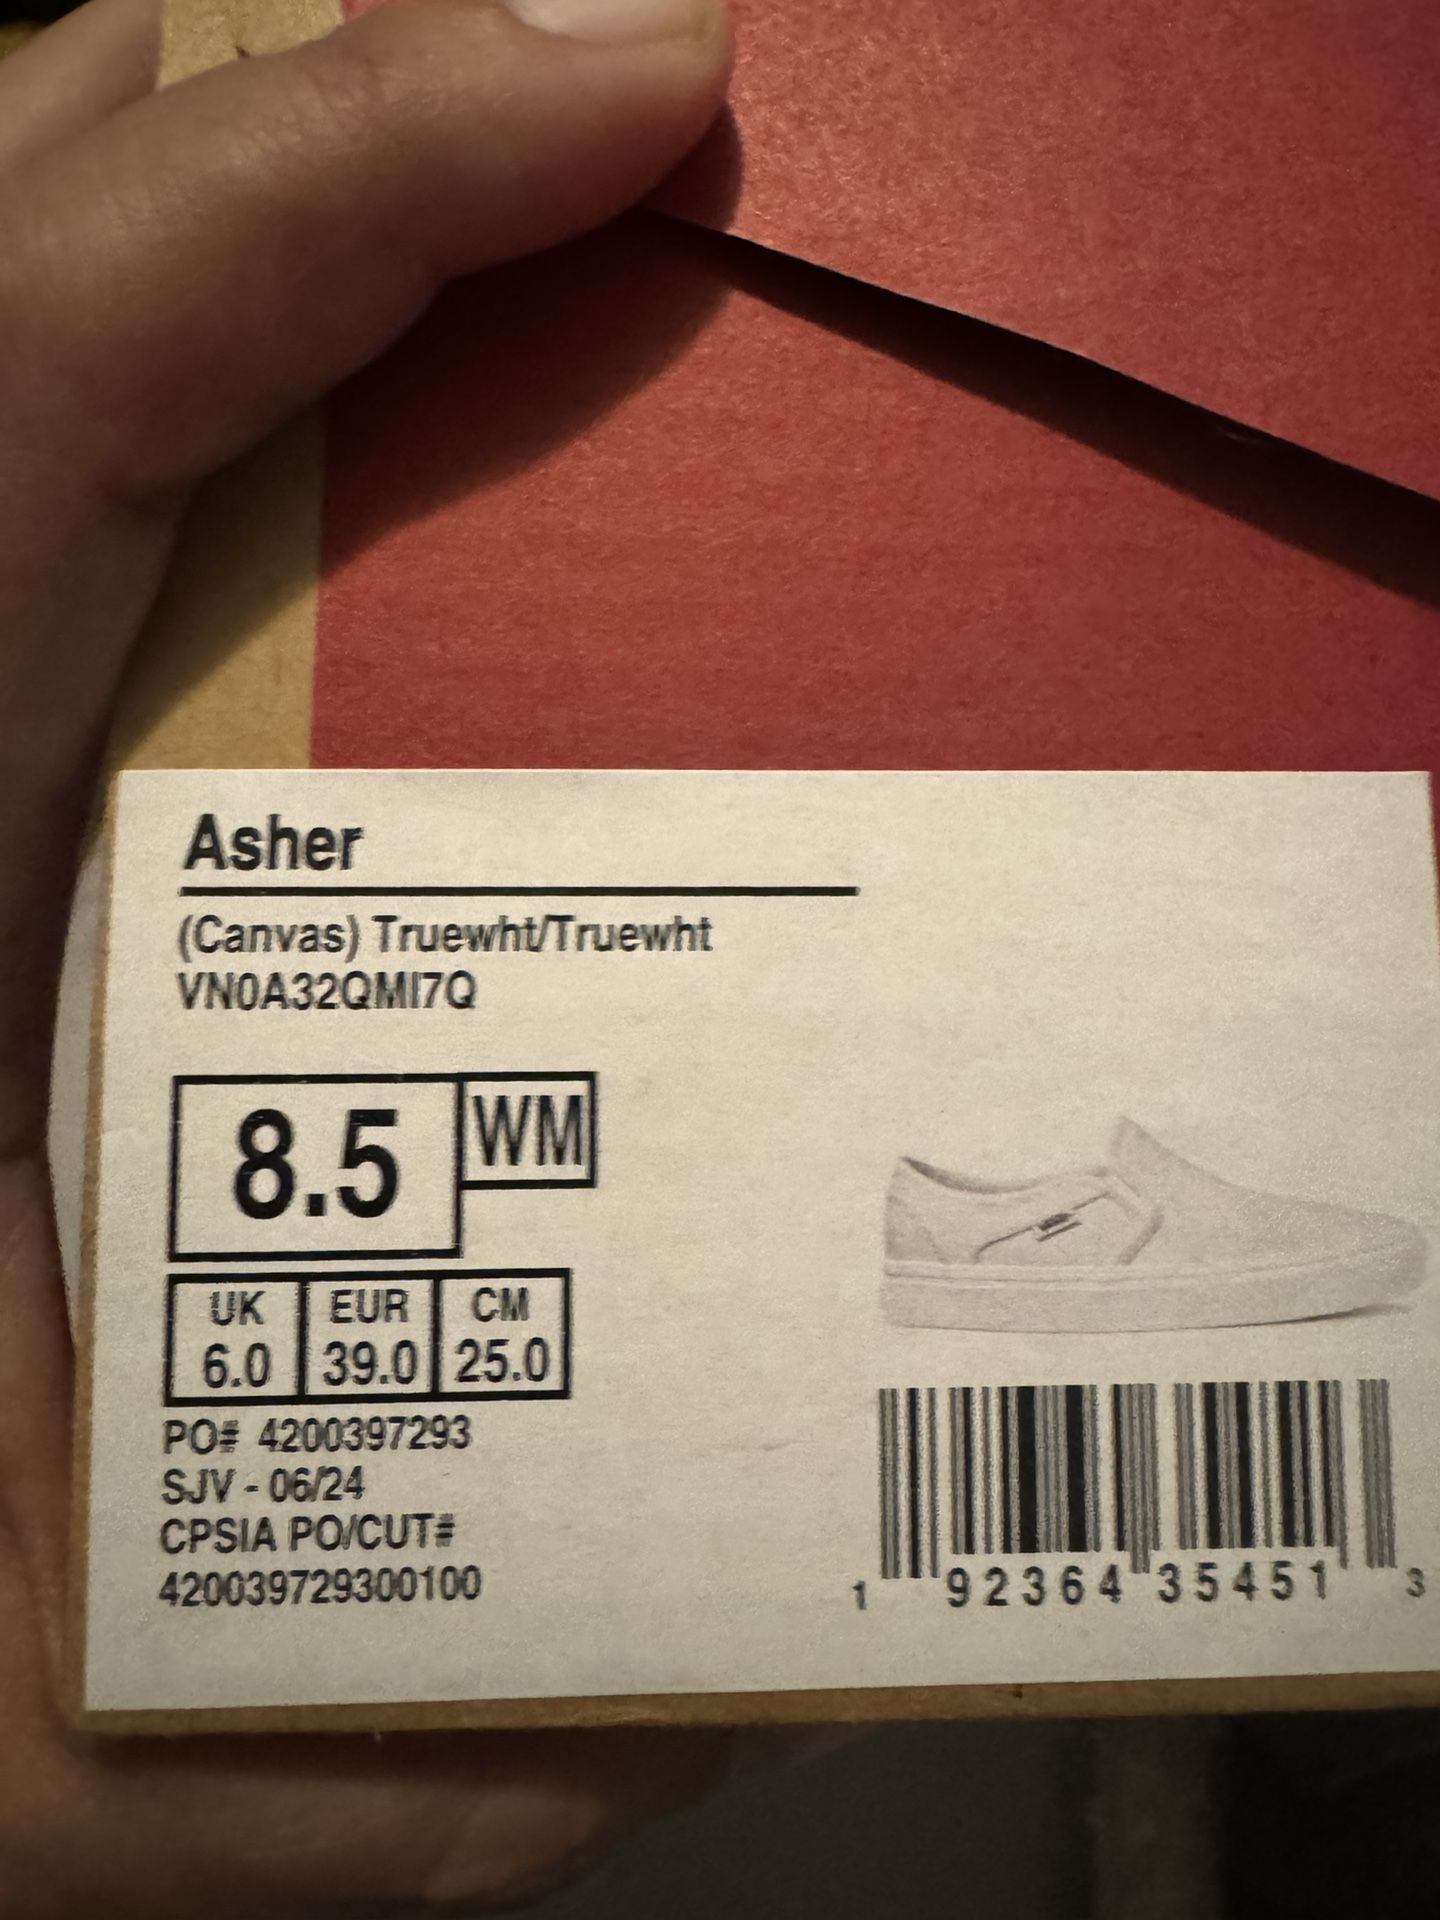 Asher
(Canvas) Truewht/Truewht
VN0A32QMI7Q
8.5 WM
UK EUR CM
6.0 39.0 25.0
PO# 4200397293
SJV - 06/24
CPSIA PO/CUT#
420039729300100
1 92364 35451 3